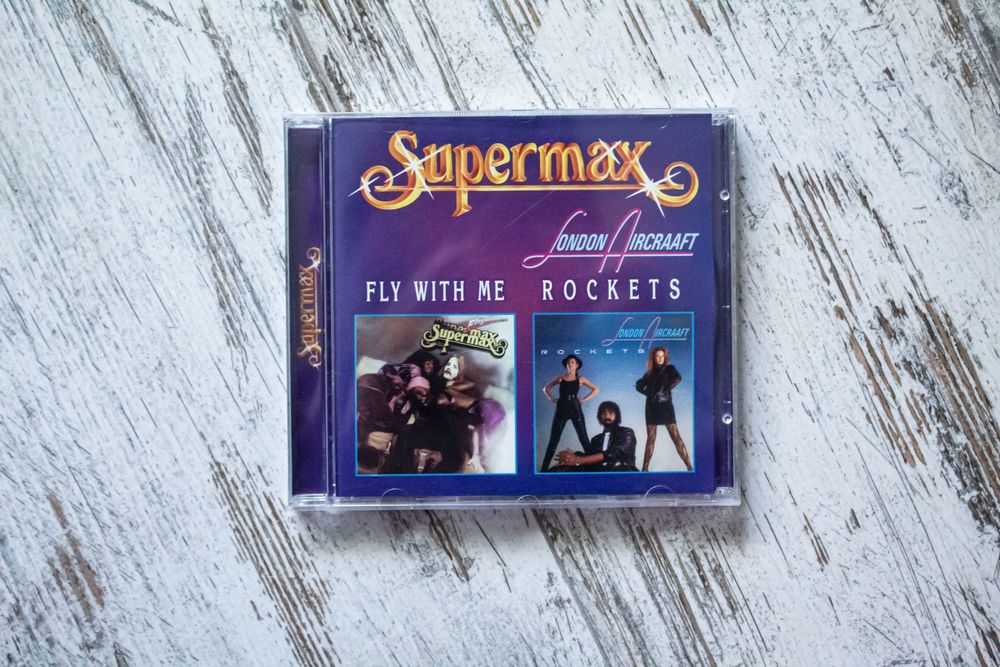 Supermax
LONDON AIRCRAAFT
FLY WITH ME
ROCKETS
Supermax
Supermax
LONDON AIRCRAAFT
ROCKETS